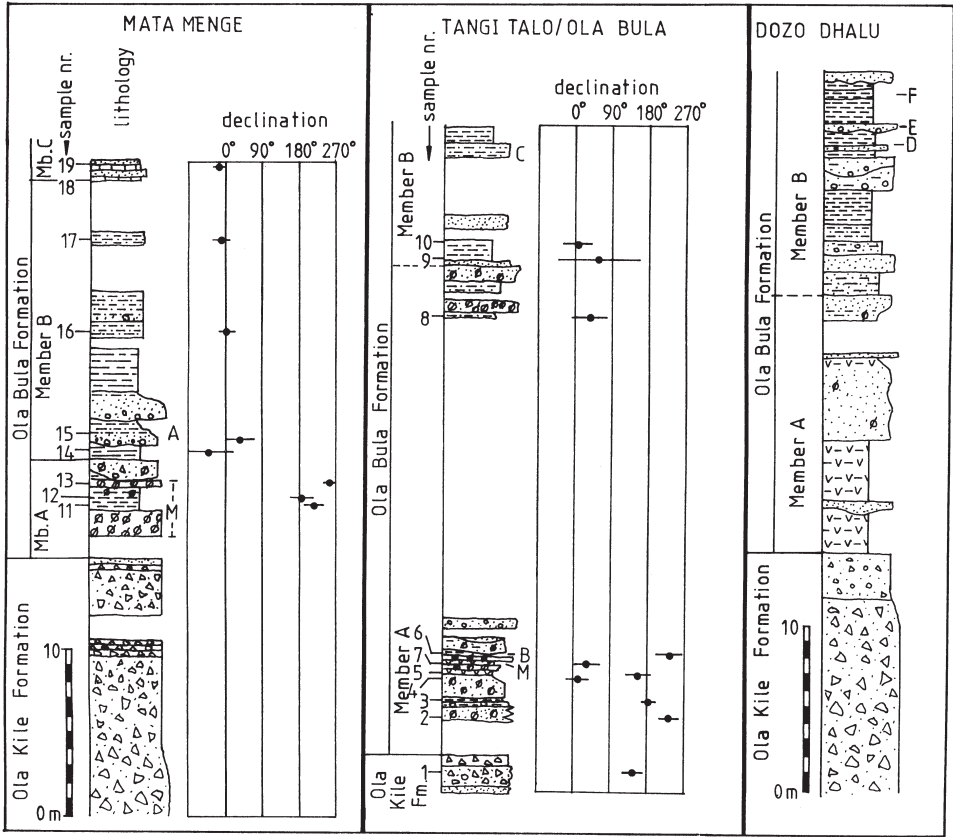 MATA MENGE
sample nr.
lithology
declination
0° 90° 180° 270°
Mb.C
Member B
Mb.A
Ola Bula Formation
Ola Kile Formation
19
18
17
16
15
14
13
12
11
A
M
10
0 m
TANGI TALO/OLA BULA
sample nr.
declination
0° 90° 180° 270°
Member B
Member A
Ola Bula Formation
Ola Kile Fm.
C
10
9
8
6
7
5
4
3
2
1
B
M
DOZO DHALU
F
E
D
Member B
Member A
Ola Bula Formation
Ola Kile Formation
10
0 m